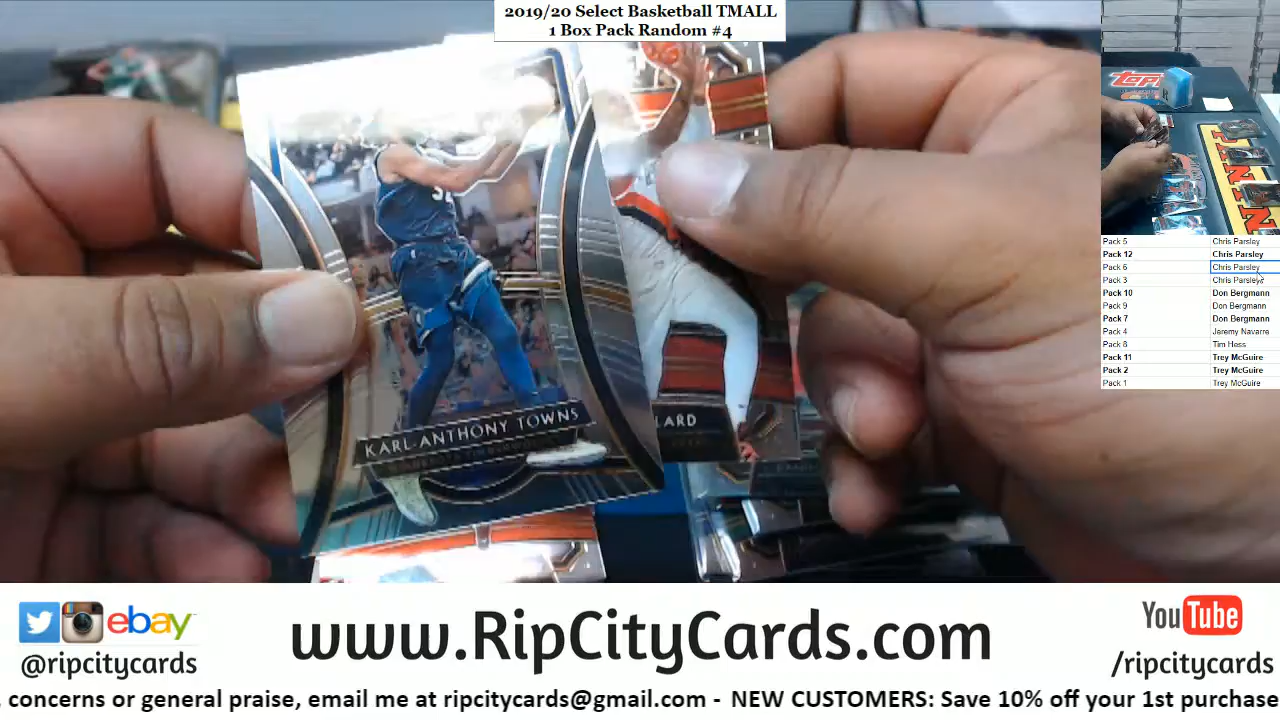 2019/20 Select Basketball TMALL
1 Box Pack Random #4
KARL-ANTHONY TOWNS
LARD
Pack 5 Chris Parsley
Pack 12 Chris Parsley
Pack 6 Chris Parsley
Pack 3 Chris Parsley
Pack 10 Don Bergmann
Pack 9 Don Bergmann
Pack 7 Don Bergmann
Pack 4 Jeremy Navarre
Pack 8 Tim Hess
Pack 11 Trey McGuire
Pack 2 Trey McGuire
Pack 1 Trey McGuire
ebay
@ripcitycards
www.RipCityCards.com
YouTube
/ripcitycards
, concerns or general praise, email me at ripcitycards@gmail.com - NEW CUSTOMERS: Save 10% off your 1st purchase